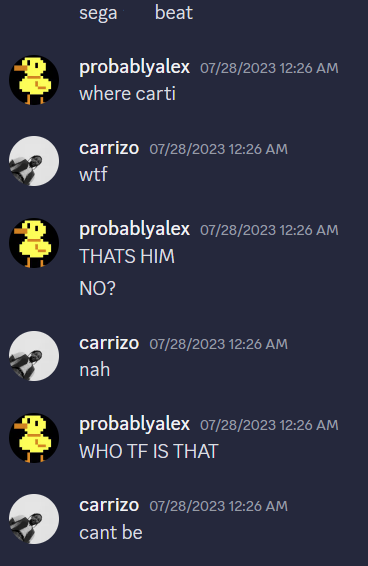 sega beat
probablyalex 07/28/2023 12:26 AM
where carti
carrizo 07/28/2023 12:26 AM
wtf
probablyalex 07/28/2023 12:26 AM
THATS HIM
NO?
carrizo 07/28/2023 12:26 AM
nah
probablyalex 07/28/2023 12:26 AM
WHO TF IS THAT
carrizo 07/28/2023 12:26 AM
cant be